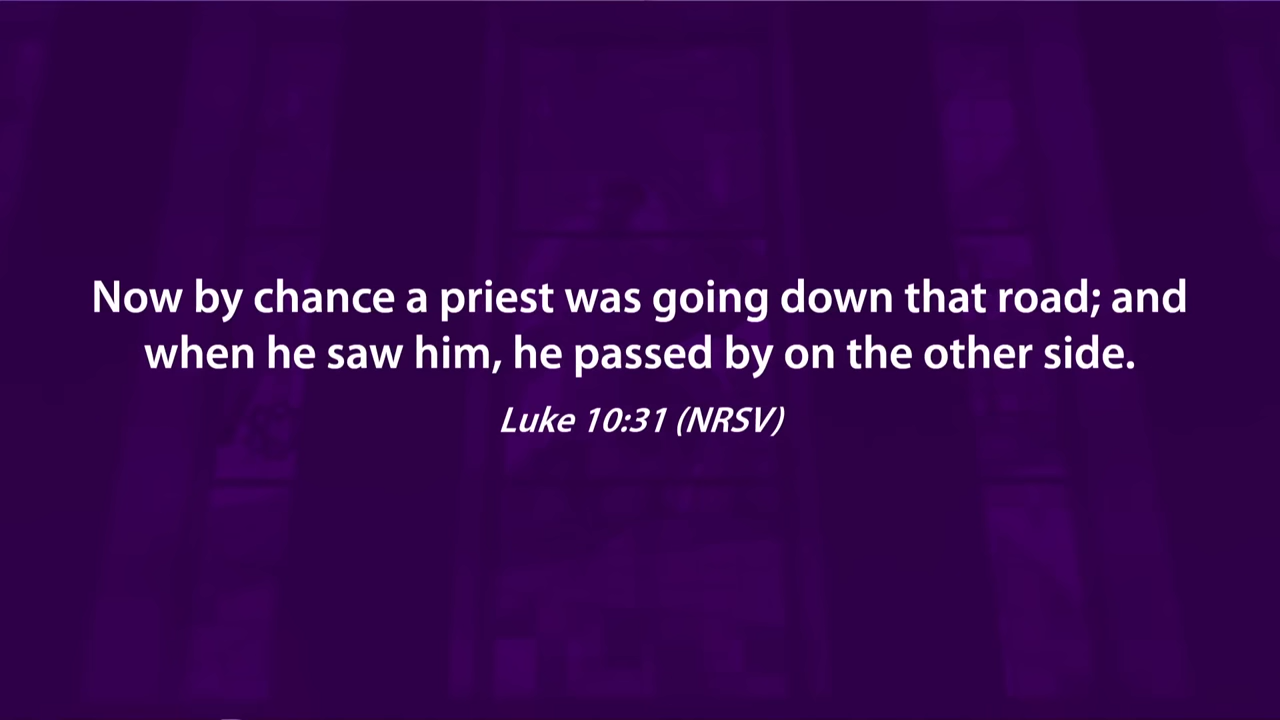 Now by chance a priest was going down that road; and
when he saw him, he passed by on the other side.
Luke 10:31 (NRSV)